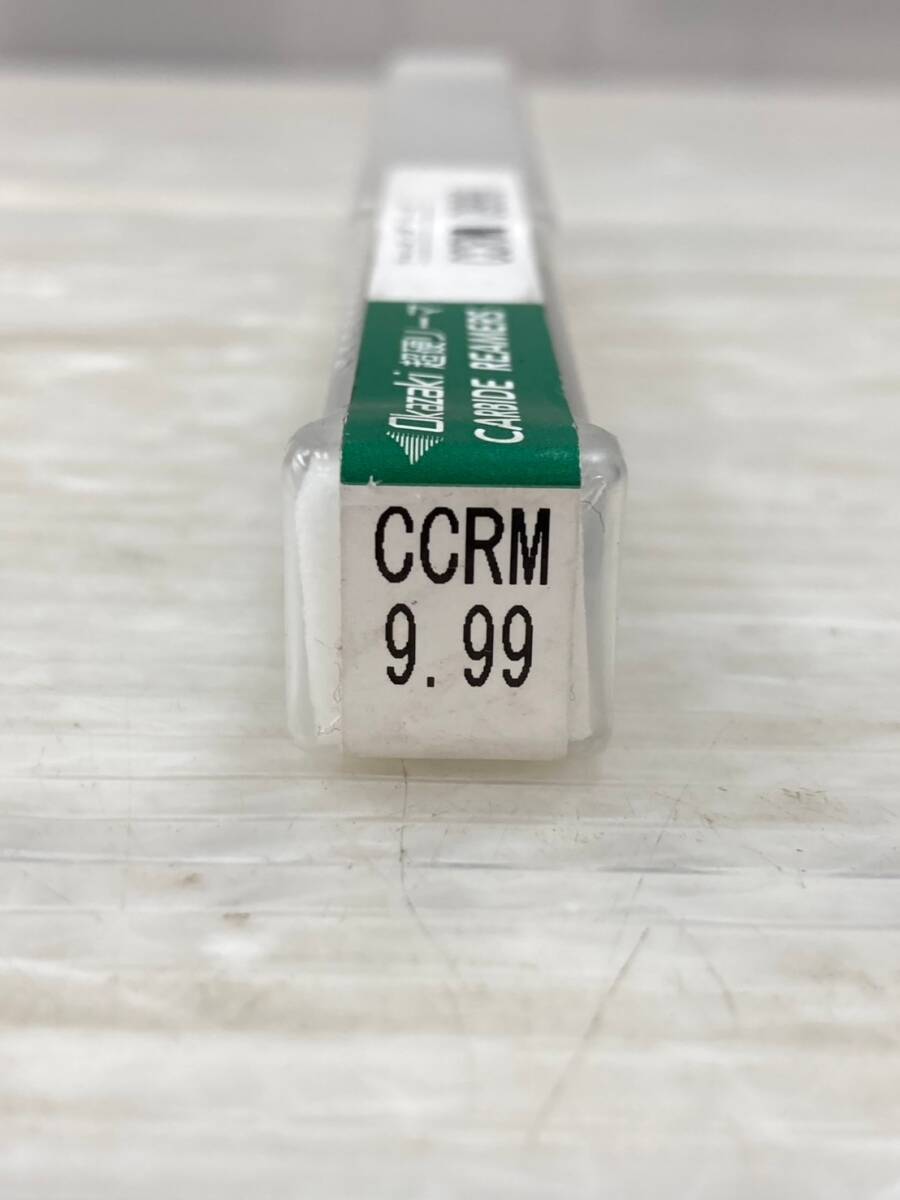 Okazaki 超硬リーマ
CARBIDE REAMERS
CCRM
9.99